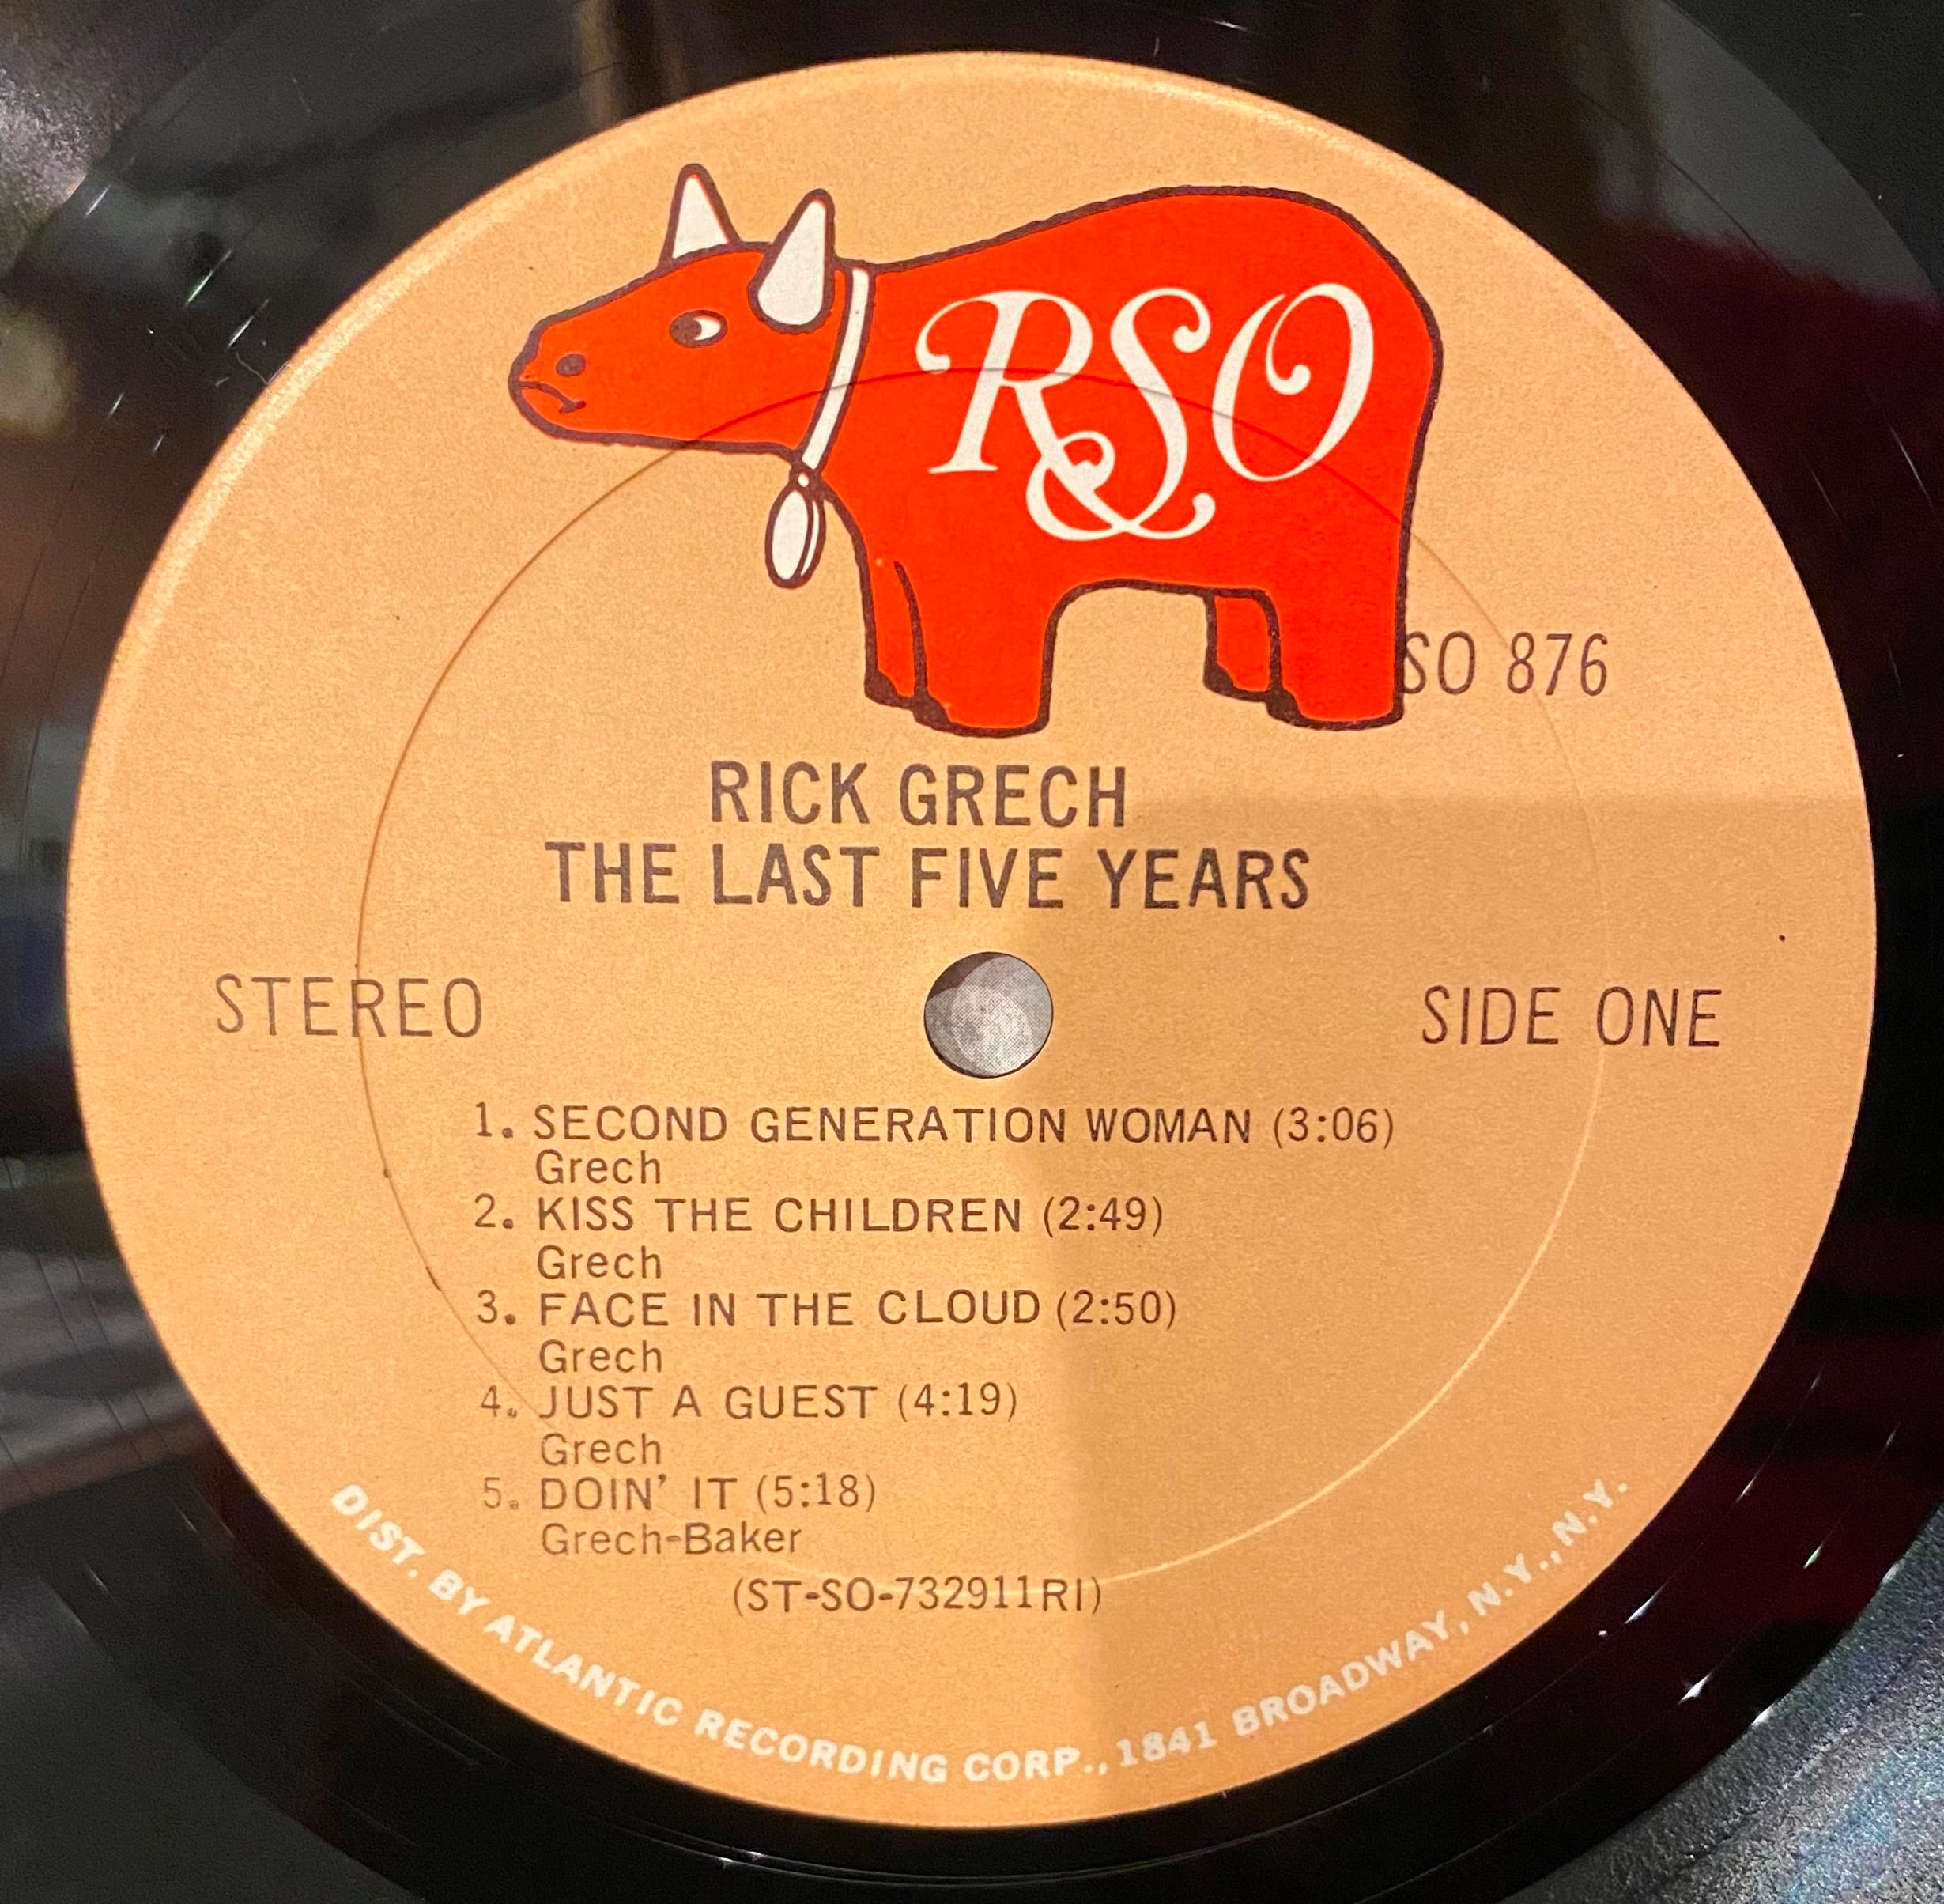 RSO
SO 876
RICK GRECH
THE LAST FIVE YEARS
STEREO
SIDE ONE
1. SECOND GENERATION WOMAN (3:06)
Grech
2. KISS THE CHILDREN (2:49)
Grech
3. FACE IN THE CLOUD (2:50)
Grech
4. JUST A GUEST (4:19)
Grech
5. DOIN' IT (5:18)
Grech-Baker
(ST-SO-732911RI)
DIST. BY ATLANTIC RECORDING CORP., 1841 BROADWAY, N.Y., N.Y.